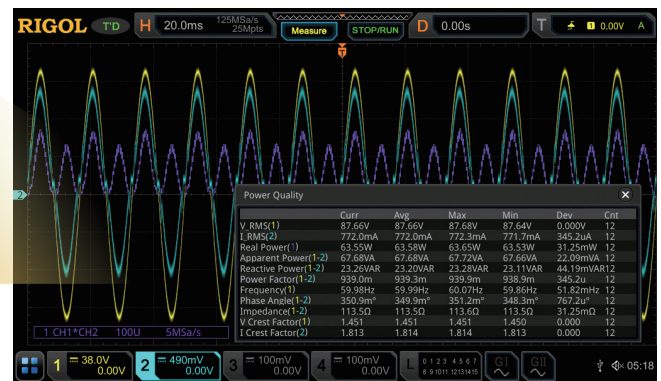 RIGOL T'D H 20.0ms 125MSa/s 25Mpts Measure STOP/RUN D 0.00s T 1 0.00V A
T
2
Power Quality
Curr Avg Max Min Dev Cnt
V_RMS(1) 87.66V 87.66V 87.68V 87.64V 0.000V 12
I_RMS(2) 772.0mA 772.0mA 772.3mA 771.7mA 345.2uA 12
Real Power(1) 63.55W 63.58W 63.65W 63.53W 31.25mW 12
Apparent Power(1-2) 67.68VA 67.68VA 67.72VA 67.66VA 22.09mVA 12
Reactive Power(1-2) 23.26VAR 23.20VAR 23.28VAR 23.11VAR 44.19mVAR12
Power Factor(1-2) 939.0m 939.3m 939.9m 938.9m 345.2u 12
Frequency(1) 59.98Hz 59.99Hz 60.07Hz 59.86Hz 51.82mHz 12
Phase Angle(1-2) 350.9m° 349.9m° 351.2m° 348.3m° 767.2u° 12
Impedance(1-2) 113.5Ω 113.5Ω 113.6Ω 113.5Ω 31.25mΩ 12
V Crest Factor(1) 1.451 1.451 1.451 1.450 0.000 12
I Crest Factor(2) 1.813 1.814 1.814 1.813 0.000 12
1 CH1*CH2 100U 5MSa/s
1 38.0V 0.00V 2 490mV 0.00V 3 100mV 0.00V 4 100mV 0.00V L 0 1 2 3 4 5 6 7 8 9 10 11 12 13 14 15 GI GII 05:18